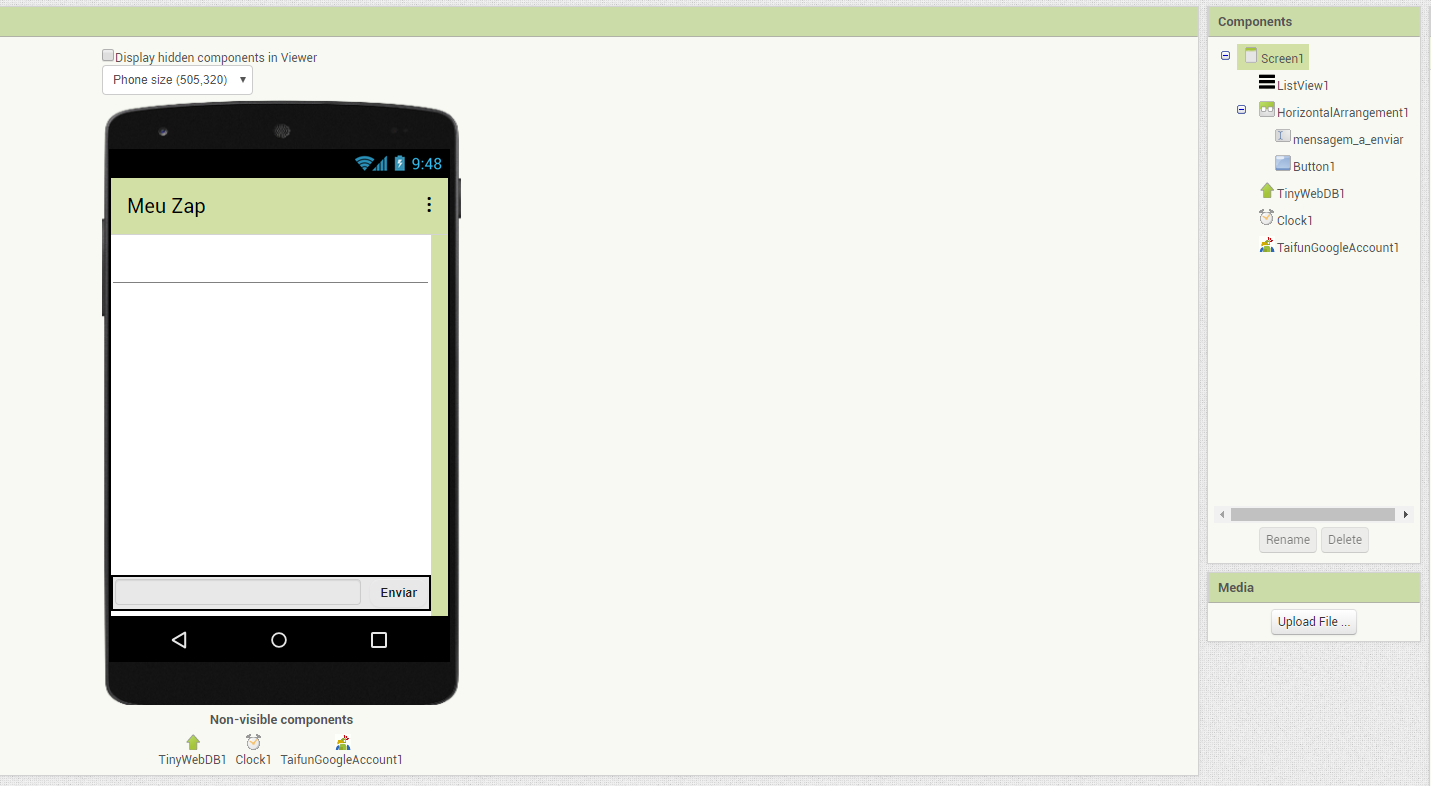 Display hidden components in Viewer
Phone size (505,320)
9:48
Meu Zap
Enviar
Non-visible components
TinyWebDB1 Clock1 TaifunGoogleAccount1
Components
Screen1
ListView1
HorizontalArrangement1
mensagem_a_enviar
Button1
TinyWebDB1
Clock1
TaifunGoogleAccount1
Rename Delete
Media
Upload File ...